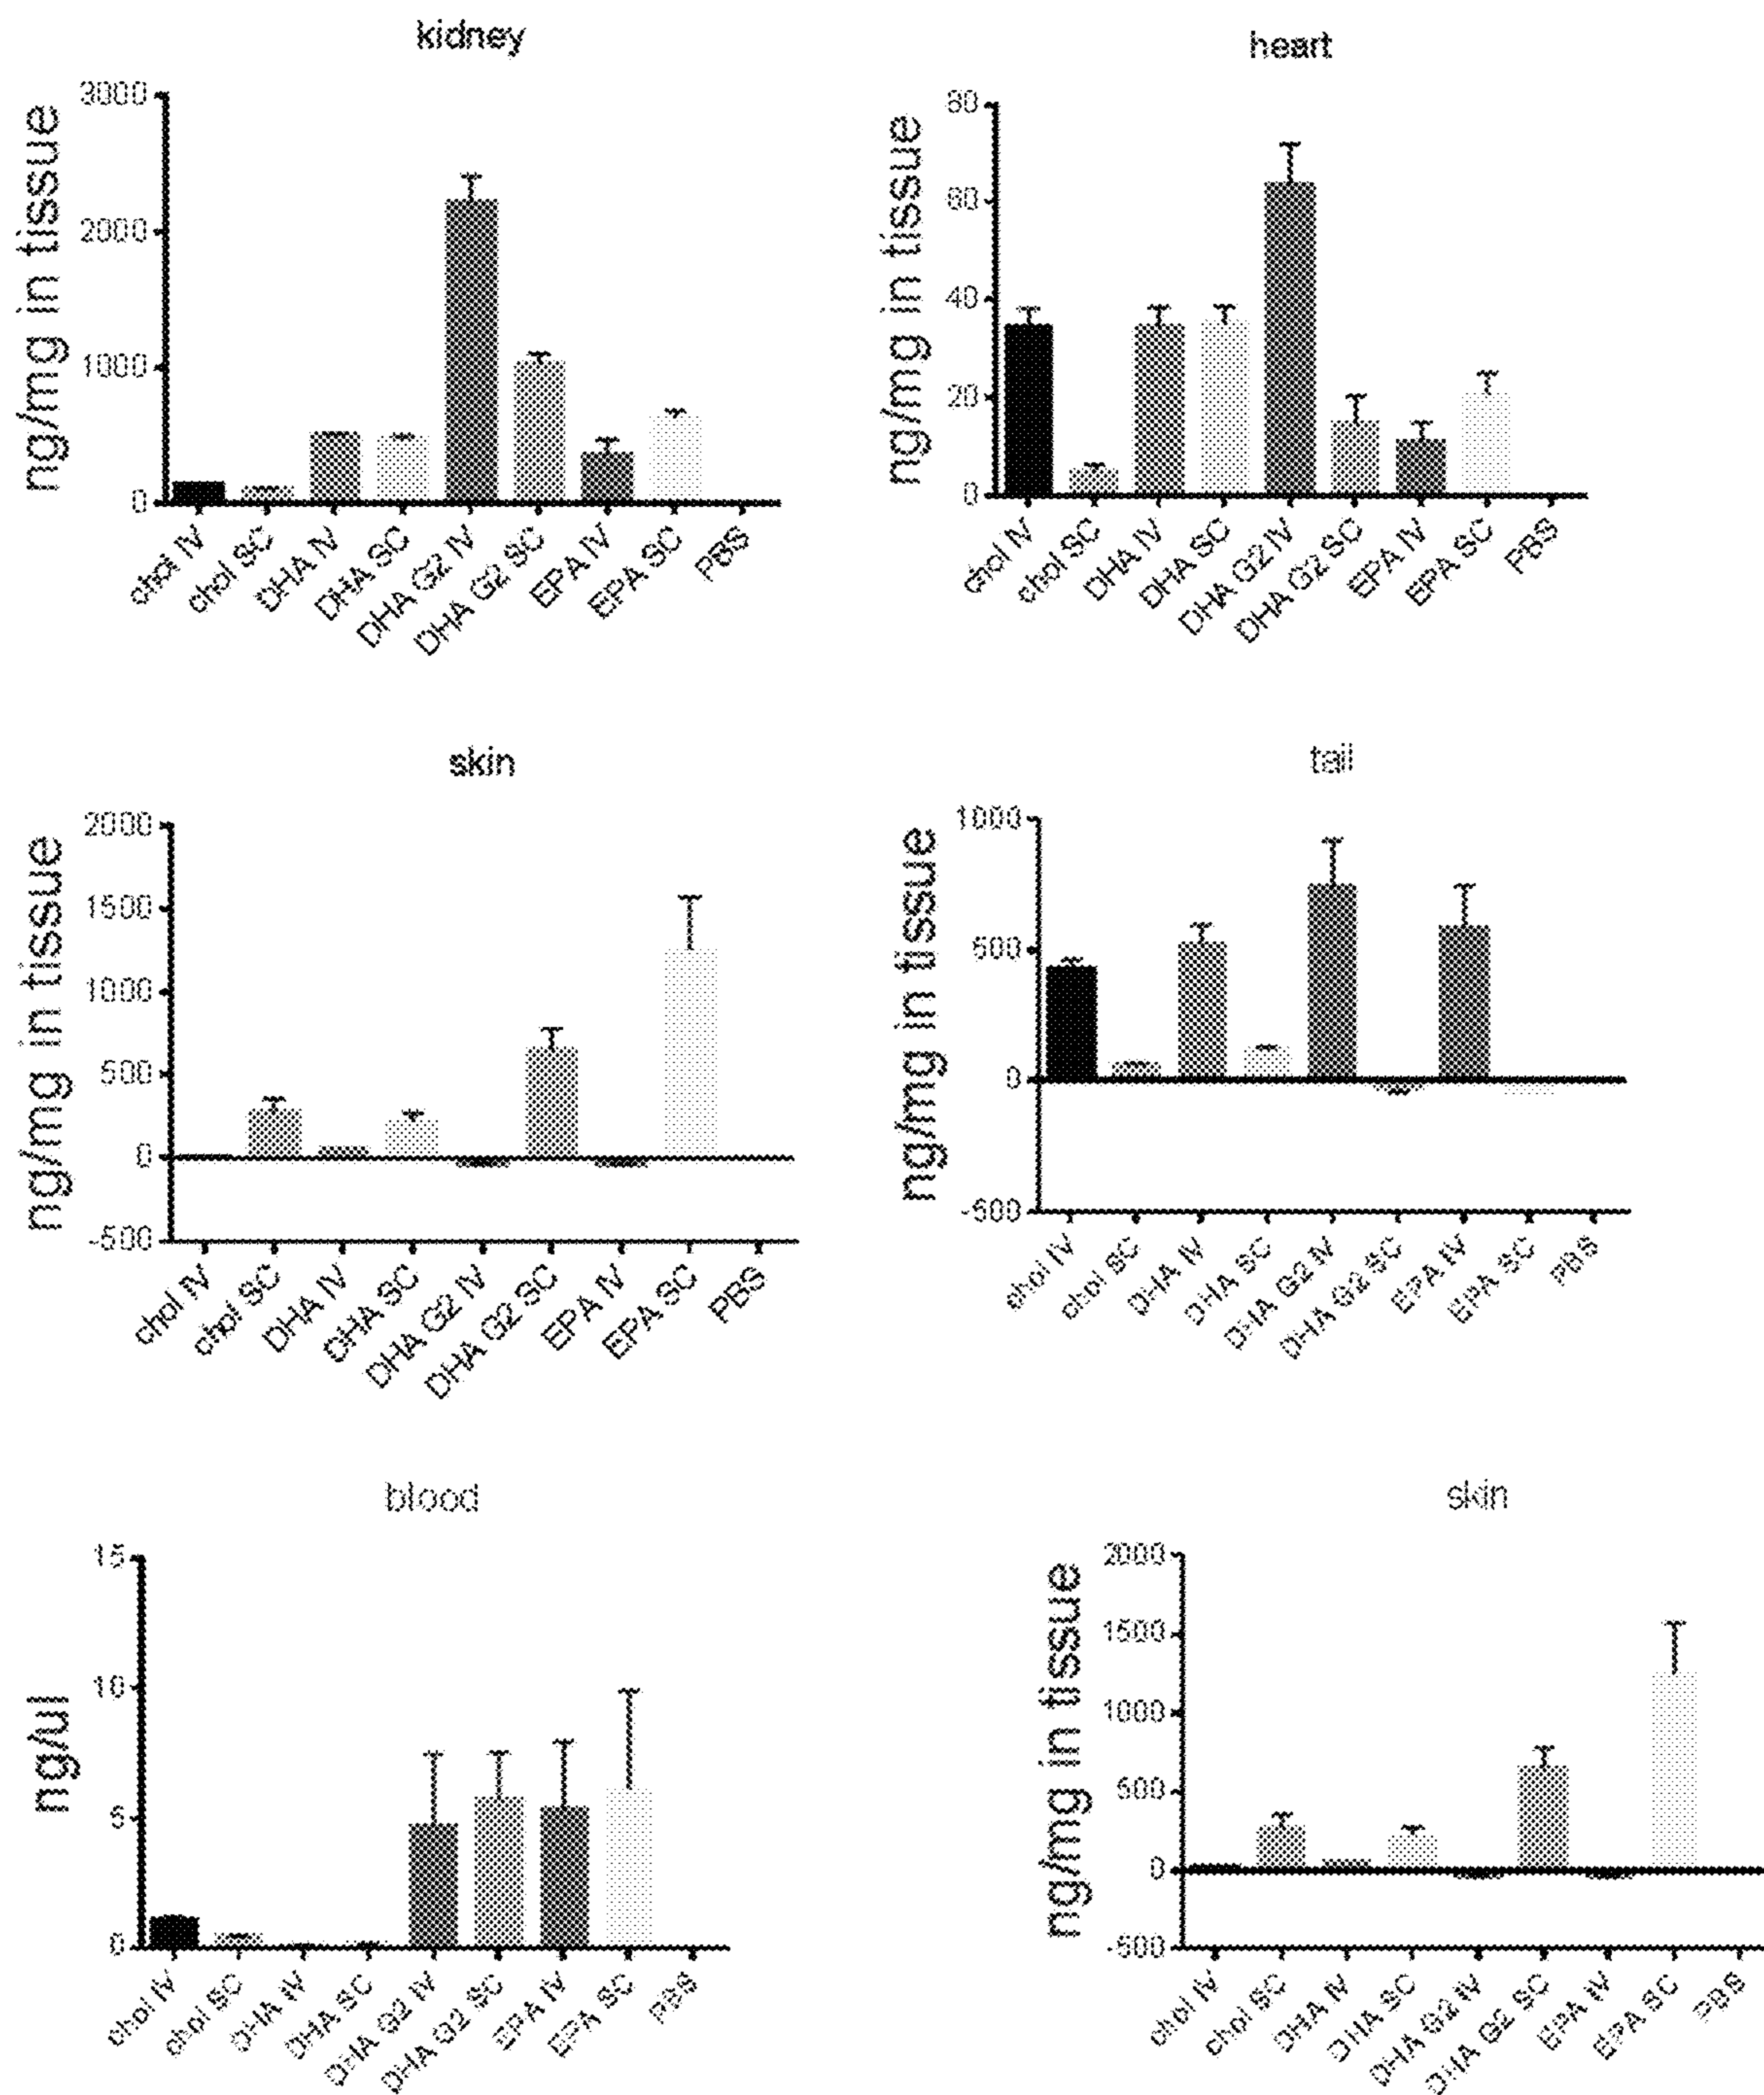 kidney
ng/mg in tissue
3000
2000
1000
0
chol IV
chol SC
DHA IV
DHA SC
DHA G2 IV
DHA G2 SC
EPA IV
EPA SC
PBS
heart
ng/mg in tissue
80
60
40
20
0
chol IV
chol SC
DHA IV
DHA SC
DHA G2 IV
DHA G2 SC
EPA IV
EPA SC
PBS
skin
ng/mg in tissue
2000
1500
1000
500
0
-500
chol IV
chol SC
DHA IV
DHA SC
DHA G2 IV
DHA G2 SC
EPA IV
EPA SC
PBS
tail
ng/mg in tissue
1000
500
0
-500
chol IV
chol SC
DHA IV
DHA SC
DHA G2 IV
DHA G2 SC
EPA IV
EPA SC
PBS
blood
ng/ul
15
10
5
0
chol IV
chol SC
DHA IV
DHA SC
DHA G2 IV
DHA G2 SC
EPA IV
EPA SC
PBS
skin
ng/mg in tissue
2000
1500
1000
500
0
-500
chol IV
chol SC
DHA IV
DHA SC
DHA G2 IV
DHA G2 SC
EPA IV
EPA SC
PBS